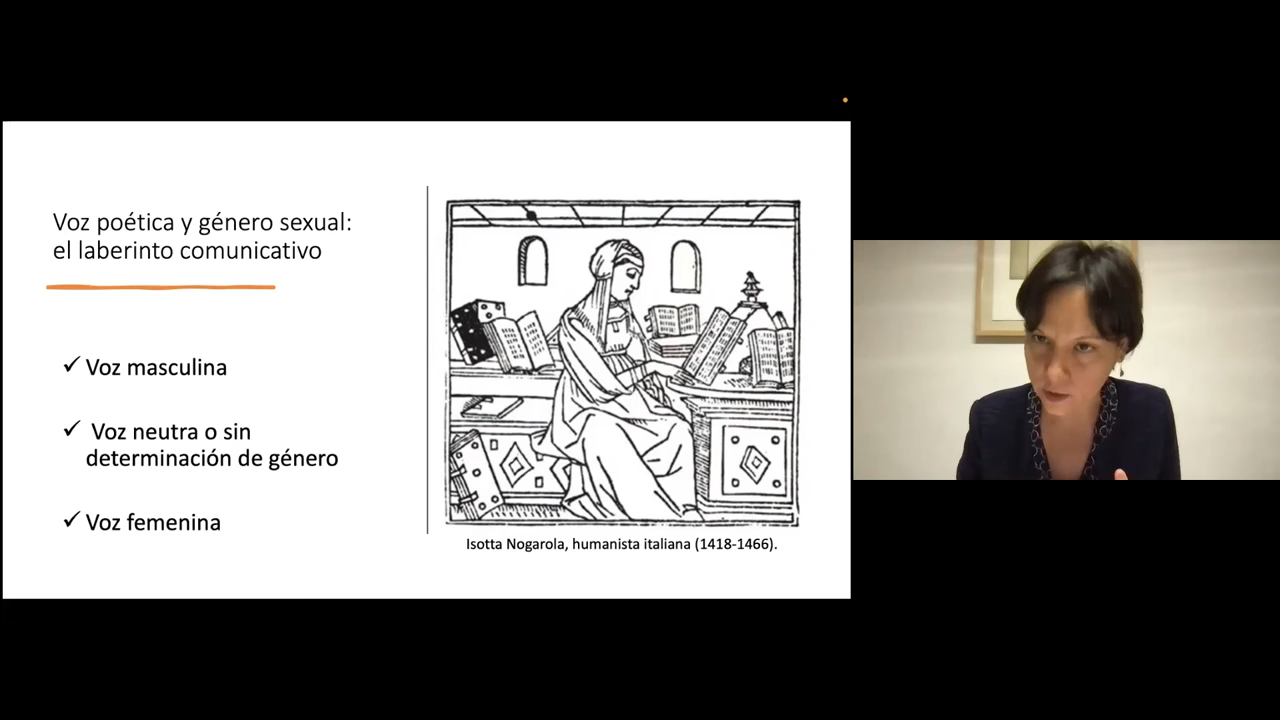 Voz poética y género sexual:
el laberinto comunicativo
✓ Voz masculina
✓ Voz neutra o sin
determinación de género
✓ Voz femenina
Isotta Nogarola, humanista italiana (1418-1466).